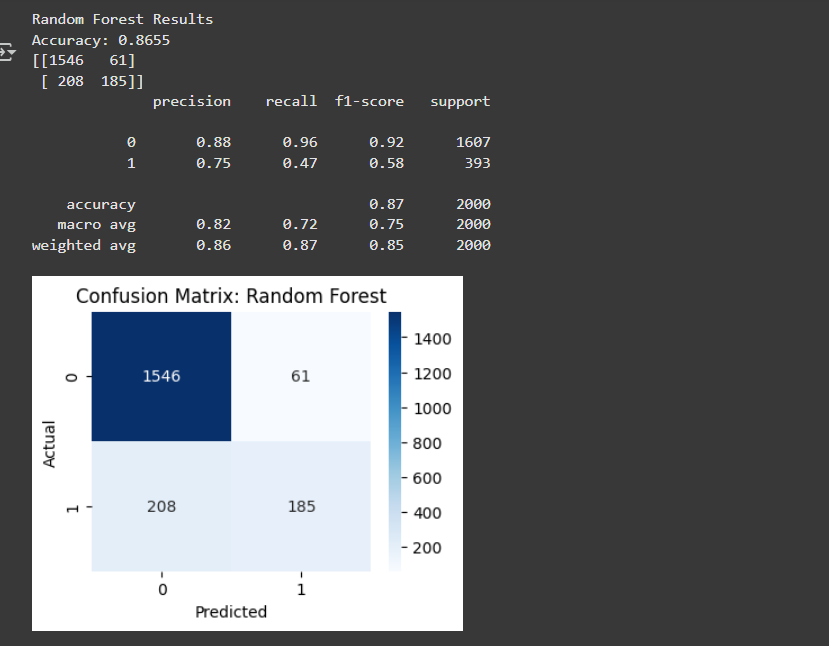 Random Forest Results
Accuracy: 0.8655
[[1546   61]
 [ 208  185]]
              precision    recall  f1-score   support

           0       0.88      0.96      0.92      1607
           1       0.75      0.47      0.58       393

    accuracy                           0.87      2000
   macro avg       0.82      0.72      0.75      2000
weighted avg       0.86      0.87      0.85      2000

Confusion Matrix: Random Forest
1400
0 1546 61
1200
1000
800
Actual
600
1 208 185
400
200
0 1
Predicted